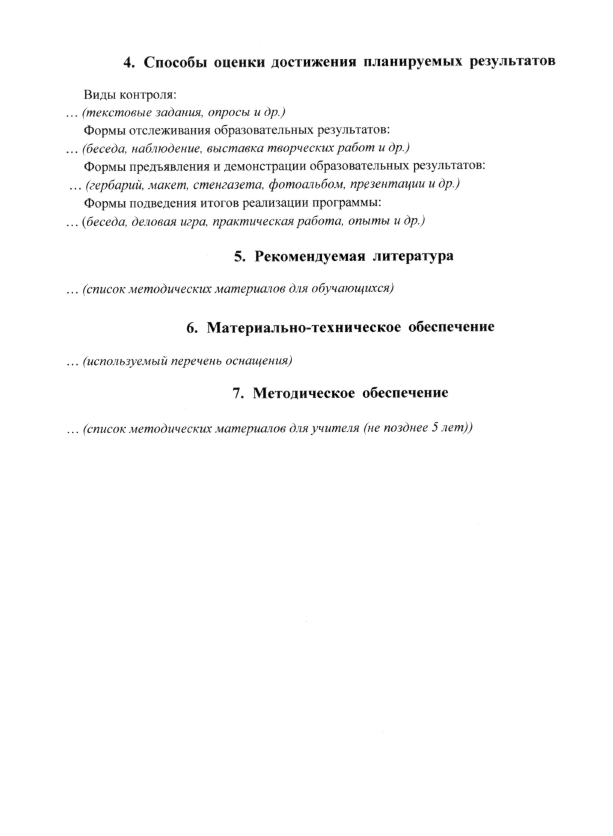 4. Способы оценки достижения планируемых результатов
Виды контроля:
… (текстовые задания, опросы и др.)
Формы отслеживания образовательных результатов:
… (беседа, наблюдение, выставка творческих работ и др.)
Формы предъявления и демонстрации образовательных результатов:
… (гербарий, макет, стенгазета, фотоальбом, презентации и др.)
Формы подведения итогов реализации программы:
… (беседа, деловая игра, практическая работа, опыты и др.)
5. Рекомендуемая литература
… (список методических материалов для обучающихся)
6. Материально-техническое обеспечение
… (используемый перечень оснащения)
7. Методическое обеспечение
… (список методических материалов для учителя (не позднее 5 лет))